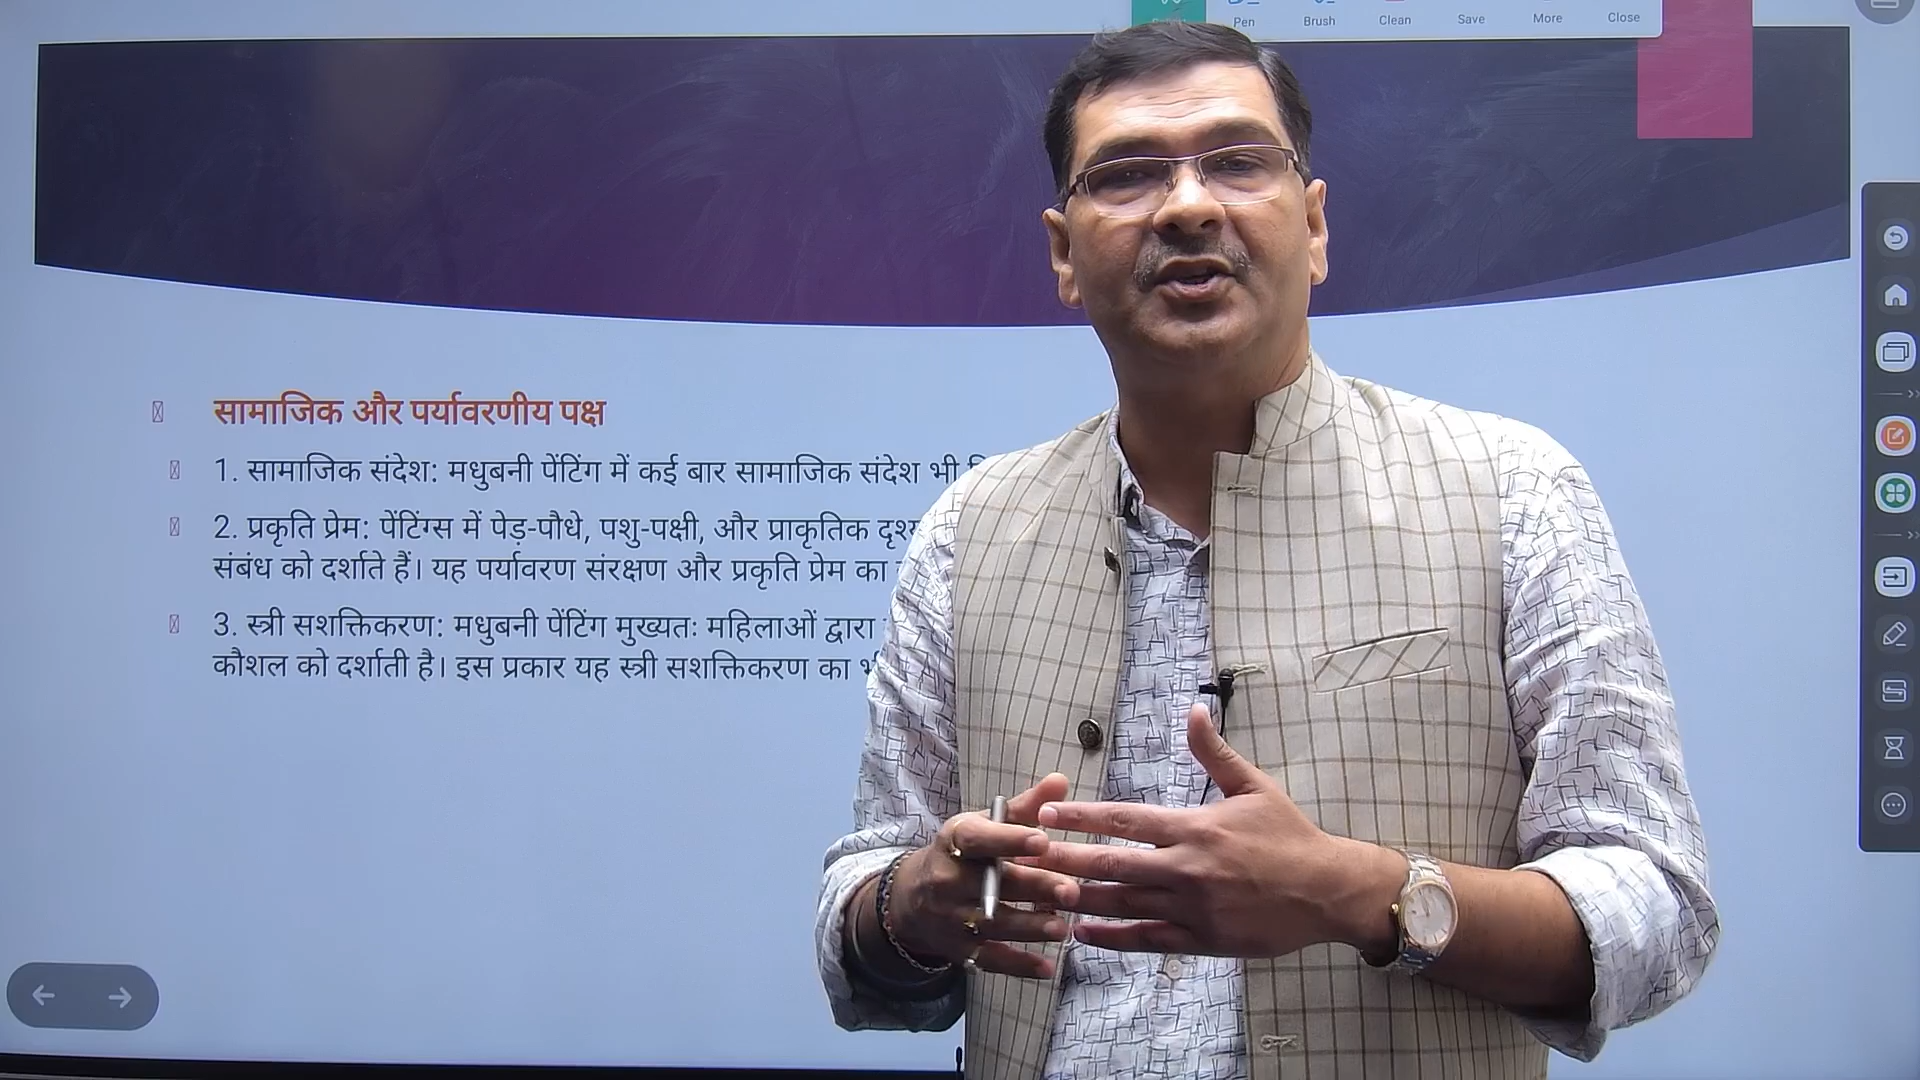 Pen Brush Clean Save More Close
सामाजिक और पर्यावरणीय पक्ष
1. सामाजिक संदेश: मधुबनी पेंटिंग में कई बार सामाजिक संदेश भी
2. प्रकृति प्रेम: पेंटिंग्स में पेड़-पौधे, पशु-पक्षी, और प्राकृतिक
संबंध को दर्शाते हैं। यह पर्यावरण संरक्षण और प्रकृति प्रेम का
3. स्त्री सशक्तिकरण: मधुबनी पेंटिंग मुख्यतः महिलाओं द्वारा
कौशल को दर्शाती है। इस प्रकार यह स्त्री सशक्तिकरण का